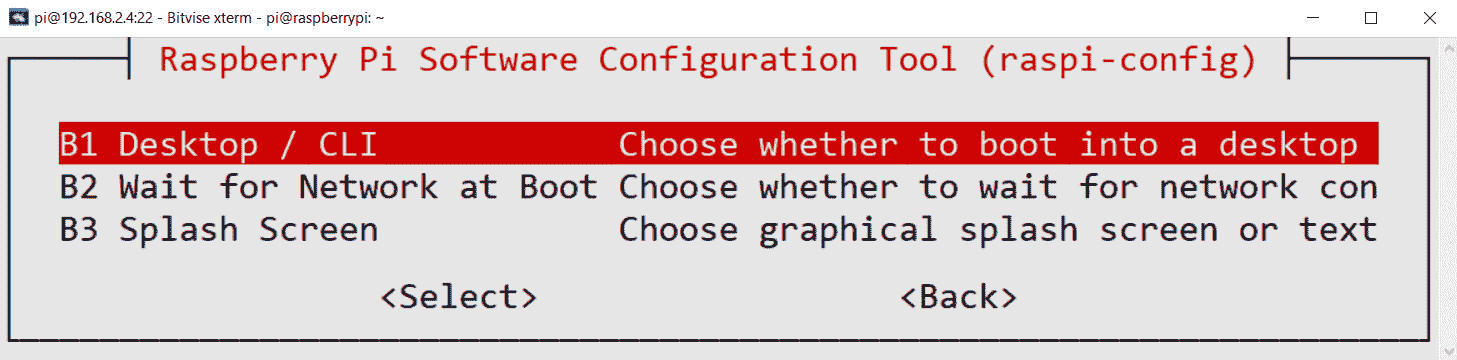 pi@192.168.2.4:22 - Bitvise xterm - pi@raspberrypi: ~
Raspberry Pi Software Configuration Tool (raspi-config)
B1 Desktop / CLI Choose whether to boot into a desktop
B2 Wait for Network at Boot Choose whether to wait for network con
B3 Splash Screen Choose graphical splash screen or text
<Select> <Back>